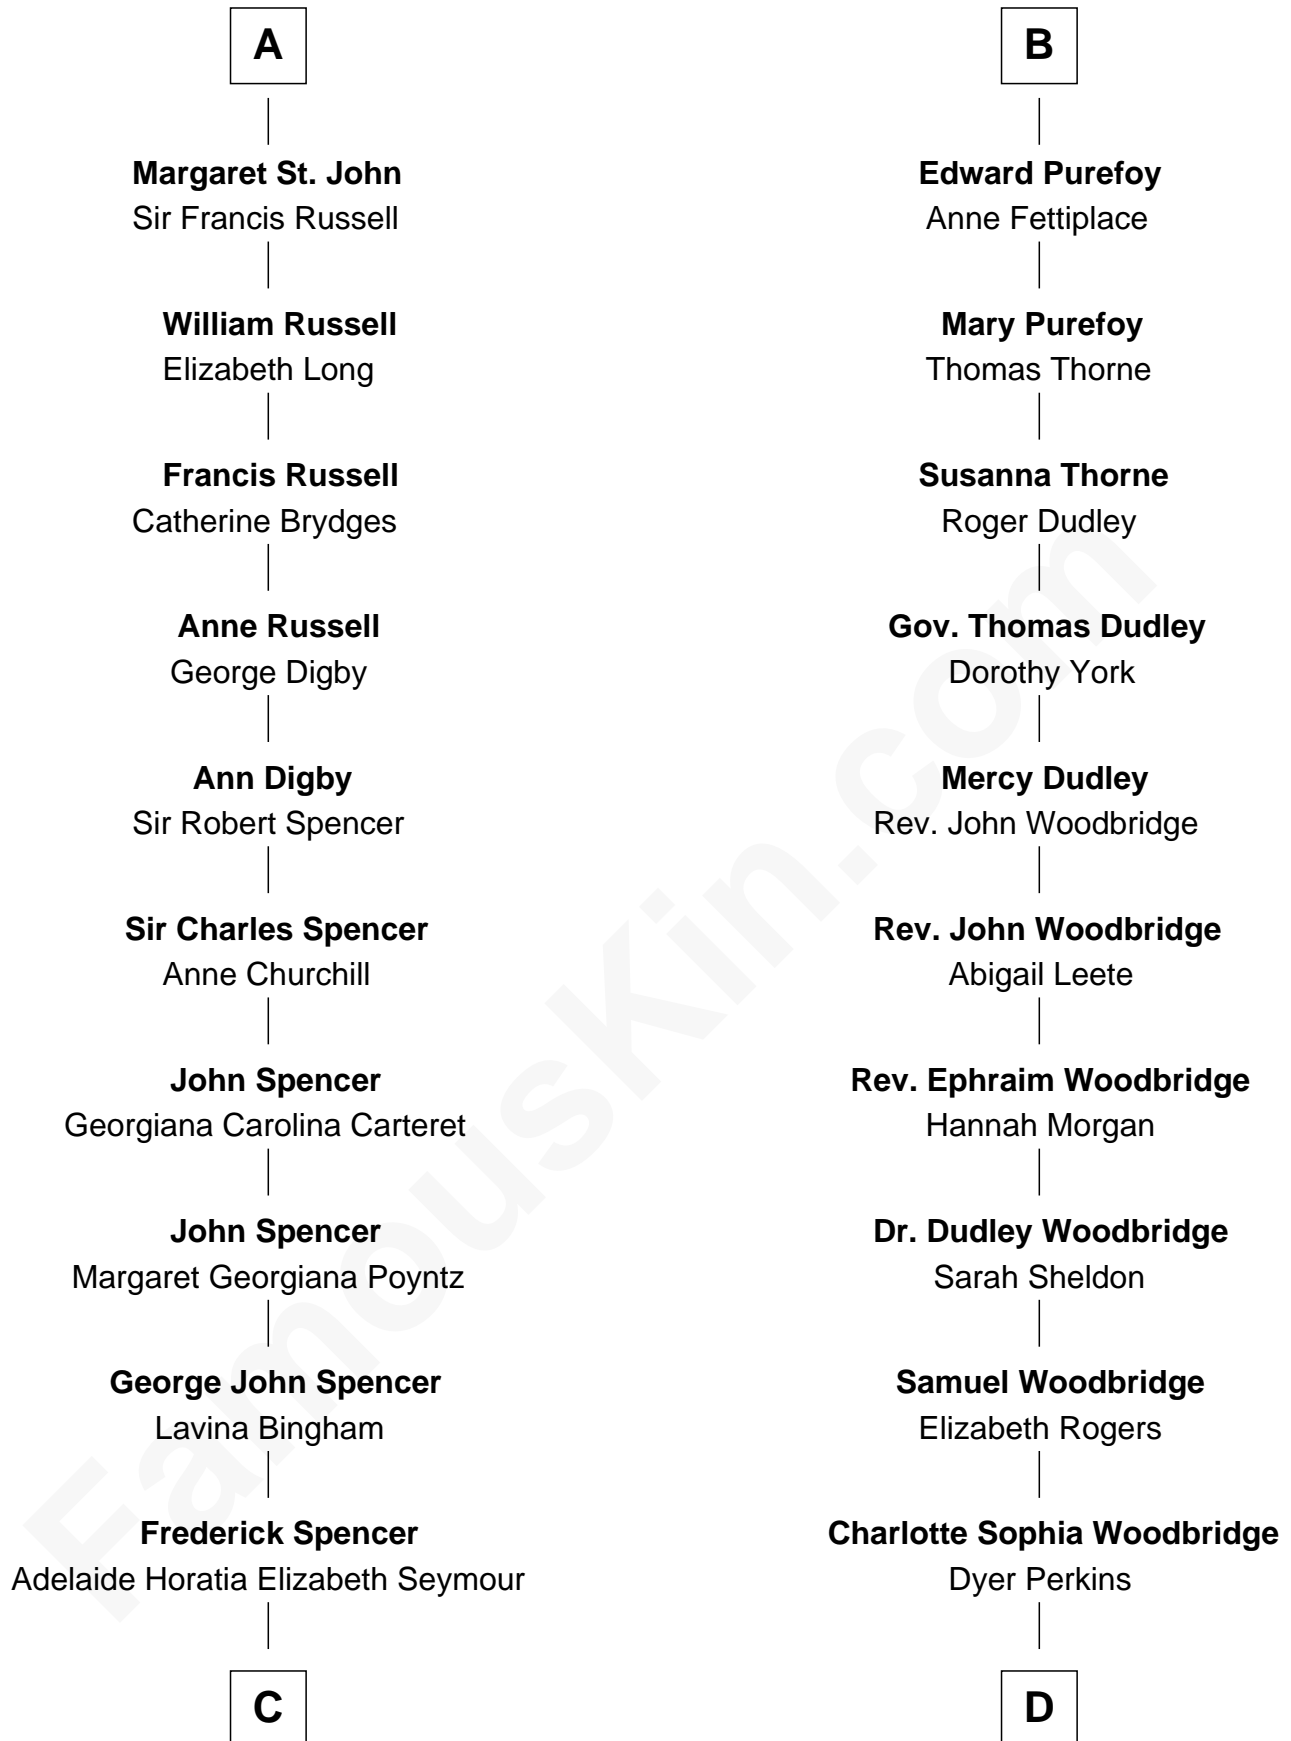 A
Margaret St. John
Sir Francis Russell
William Russell
Elizabeth Long
Francis Russell
Catherine Brydges
Anne Russell
George Digby
Ann Digby
Sir Robert Spencer
Sir Charles Spencer
Anne Churchill
John Spencer
Georgiana Carolina Carteret
John Spencer
Margaret Georgiana Poyntz
George John Spencer
Lavina Bingham
Frederick Spencer
Adelaide Horatia Elizabeth Seymour
C
B
Edward Purefoy
Anne Fettiplace
Mary Purefoy
Thomas Thorne
Susanna Thorne
Roger Dudley
Gov. Thomas Dudley
Dorothy York
Mercy Dudley
Rev. John Woodbridge
Rev. John Woodbridge
Abigail Leete
Rev. Ephraim Woodbridge
Hannah Morgan
Dr. Dudley Woodbridge
Sarah Sheldon
Samuel Woodbridge
Elizabeth Rogers
Charlotte Sophia Woodbridge
Dyer Perkins
D
FamousKin.com